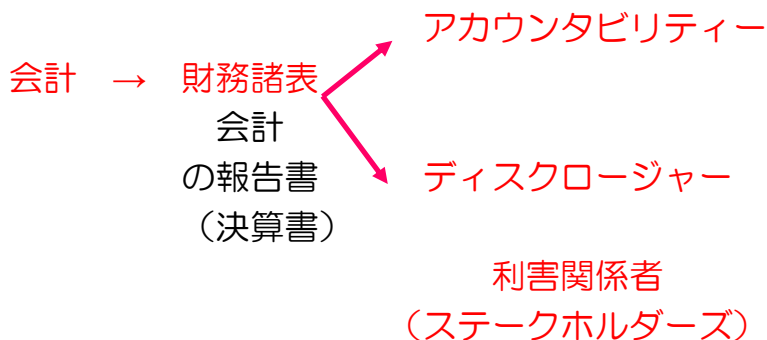 アカウンタビリティー
会計 → 財務諸表
会計
の報告書
（決算書）
ディスクロージャー
利害関係者
（ステークホルダーズ）